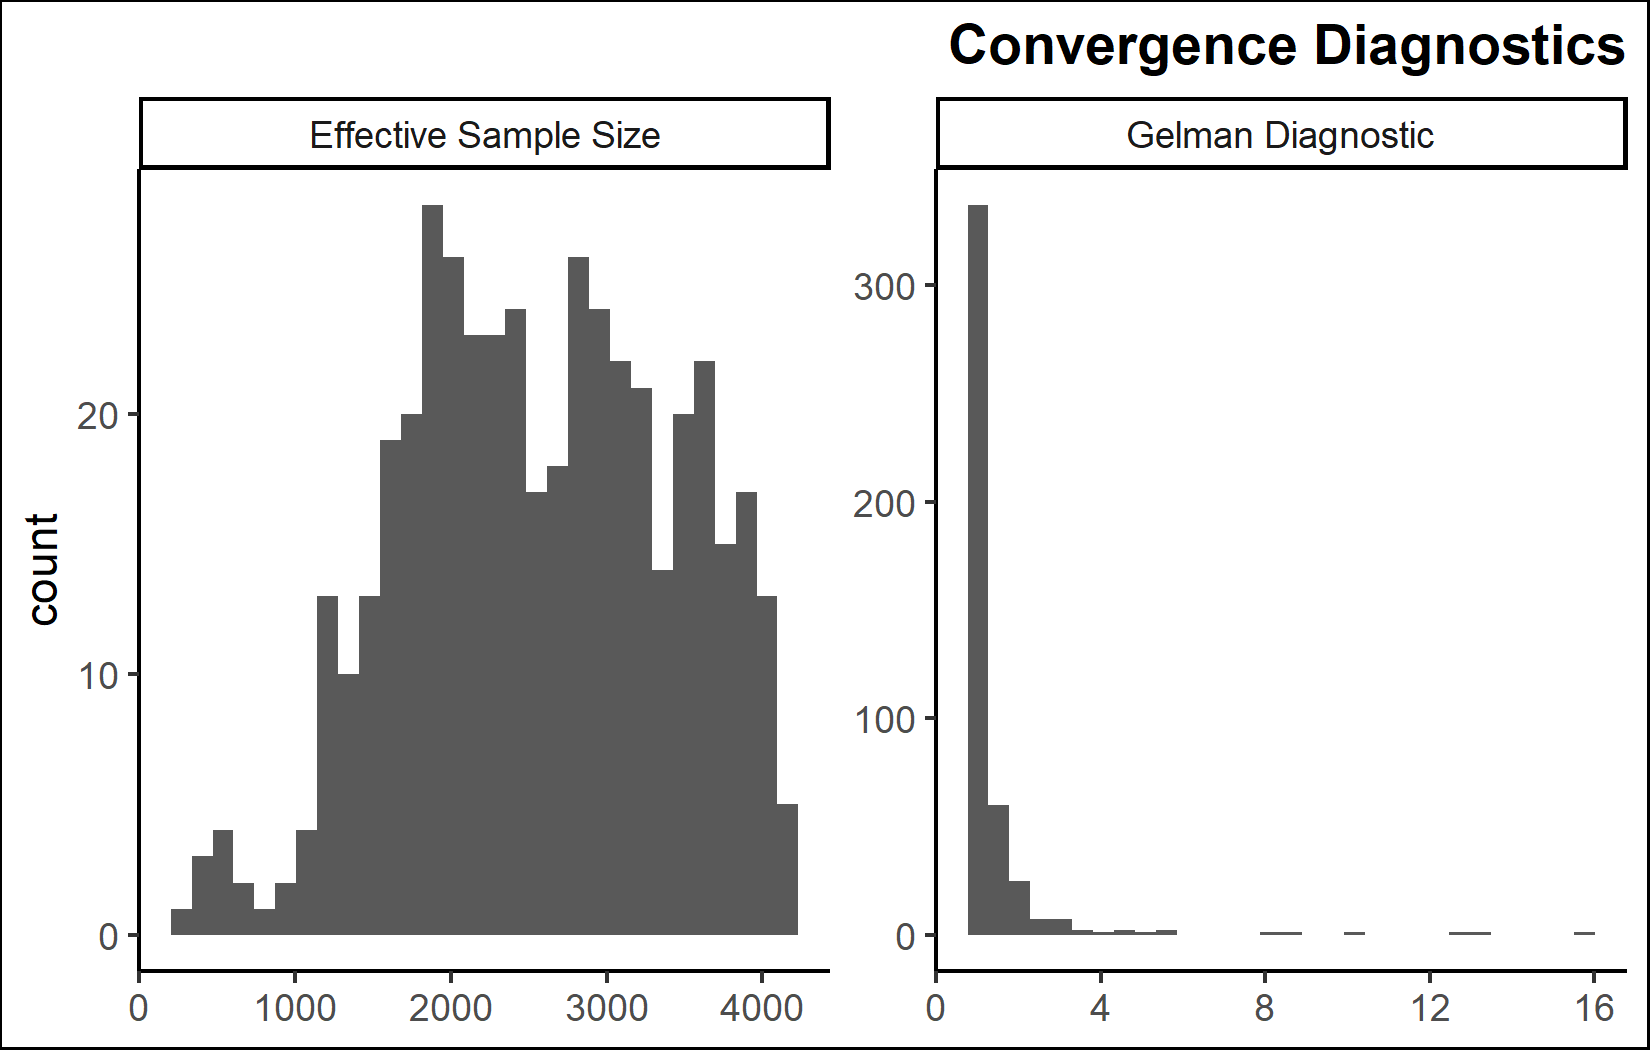 Convergence Diagnostics
Effective Sample Size
Gelman Diagnostic
count
20
10
0
0 1000 2000 3000 4000
300
200
100
0
0 4 8 12 16